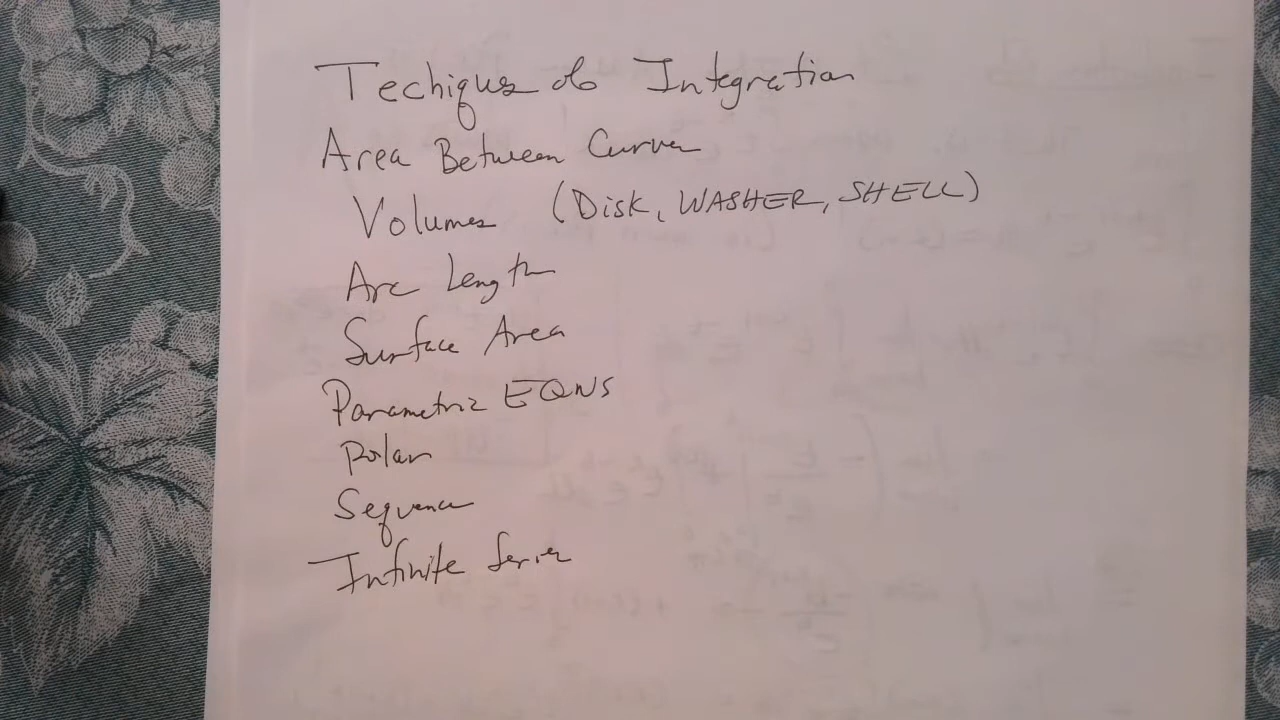 Techiques of Integration
Area Between Curves
Volumes (Disk, WASHER, SHELL)
Arc Length
Surface Area
Parametric EQNS
Polar
Sequence
Infinite Series